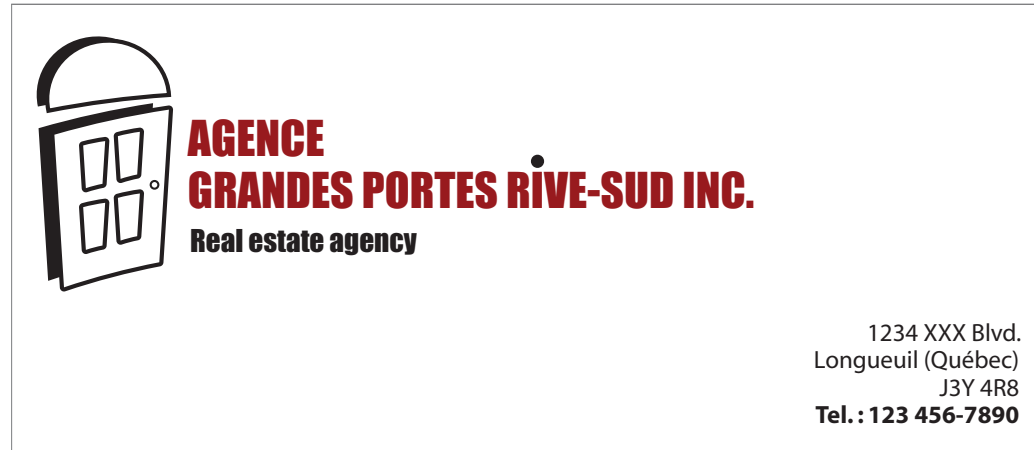 AGENCE
GRANDES PORTES RIVE-SUD INC.
Real estate agency
1234 XXX Blvd.
Longueuil (Québec)
J3Y 4R8
Tel. : 123 456-7890